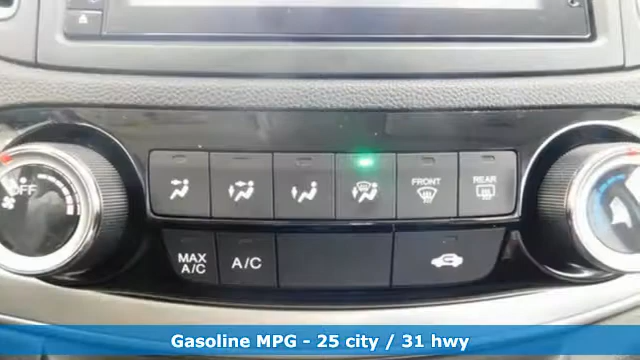 OFF
FRONT
REAR
MAX
A/C
A/C
Gasoline MPG - 25 city / 31 hwy